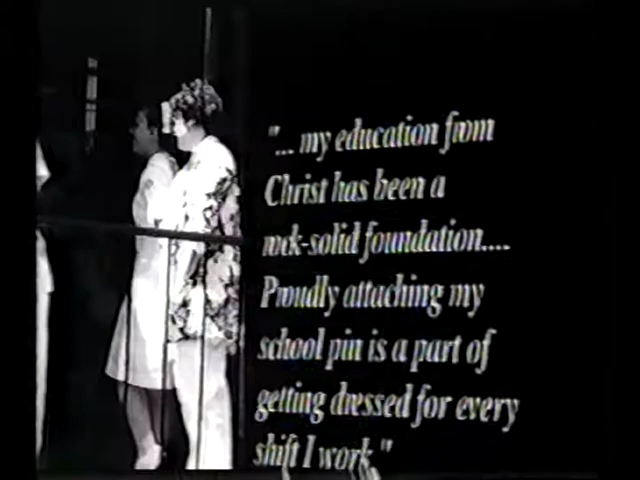 "... my education from
Christ has been a
rock-solid foundation....
Proudly attaching my
school pin is a part of
getting dressed for every
shift I work."